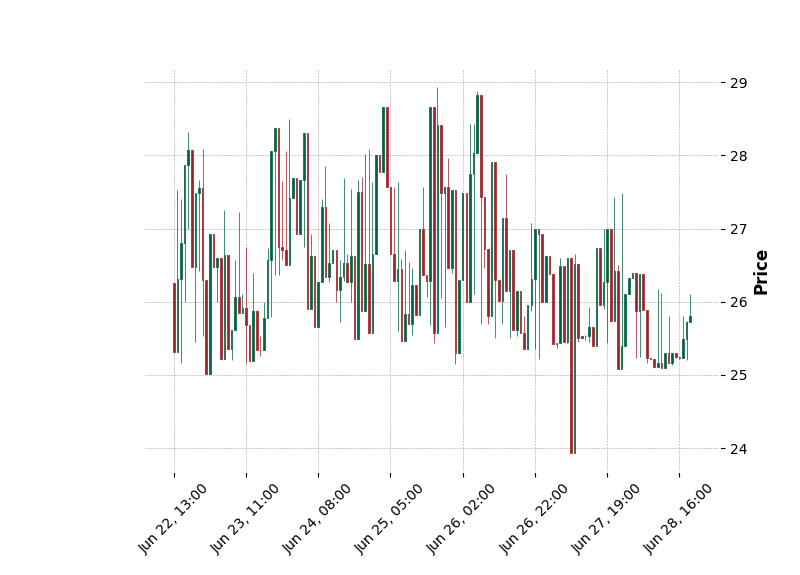 29
28
27
26
25
24
Price
Jun 22, 13:00
Jun 23, 11:00
Jun 24, 08:00
Jun 25, 05:00
Jun 26, 02:00
Jun 26, 22:00
Jun 27, 19:00
Jun 28, 16:00